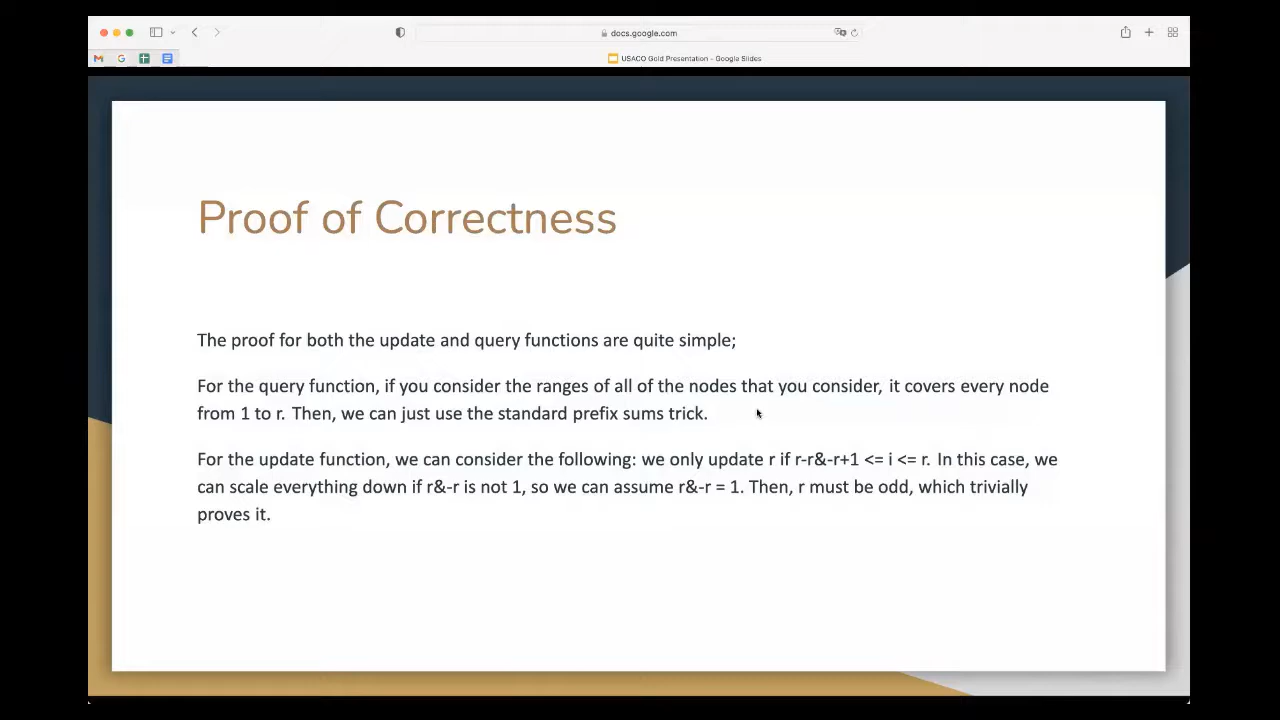 docs.google.com
USACO Gold Presentation - Google Slides
Proof of Correctness
The proof for both the update and query functions are quite simple;
For the query function, if you consider the ranges of all of the nodes that you consider, it covers every node
from 1 to r. Then, we can just use the standard prefix sums trick.
For the update function, we can consider the following: we only update r if r-r&-r+1 <= i <= r. In this case, we
can scale everything down if r&-r is not 1, so we can assume r&-r = 1. Then, r must be odd, which trivially
proves it.